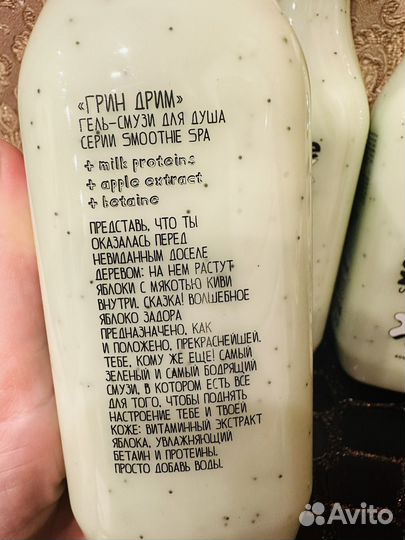 «ГРИН ДРИМ»
ГЕЛЬ-СМУЗИ ДЛЯ ДУША
СЕРИИ SMOOTHIE SPA
+ milk proteins
+ apple extract
+ betaine
ПРЕДСТАВЬ, ЧТО ТЫ
ОКАЗАЛАСЬ ПЕРЕД
НЕВИДАННЫМ ДОСЕЛЕ
ДЕРЕВОМ: НА НЕМ РАСТУТ
ЯБЛОКИ С МЯКОТЬЮ КИВИ
ВНУТРИ. СКАЗКА! ВОЛШЕБНОЕ
ЯБЛОКО ЗАДОРА
ПРЕДНАЗНАЧЕНО, КАК
И ПОЛОЖЕНО, ПРЕКРАСНЕЙШЕЙ.
ТЕБЕ, КОМУ ЖЕ ЕЩЕ! САМЫЙ
ЗЕЛЕНЫЙ И САМЫЙ БОДРЯЩИЙ
СМУЗИ, В КОТОРОМ ЕСТЬ ВСЕ
ДЛЯ ТОГО, ЧТОБЫ ПОДНЯТЬ
НАСТРОЕНИЕ ТЕБЕ И ТВОЕЙ
КОЖЕ: ВИТАМИННЫЙ ЭКСТРАКТ
ЯБЛОКА, УВЛАЖНЯЮЩИЙ
БЕТАИН И ПРОТЕИНЫ.
ПРОСТО ДОБАВЬ ВОДЫ.
Avito